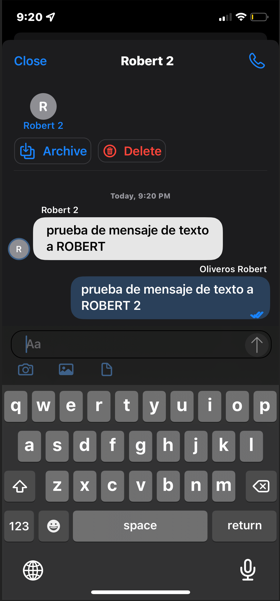 9:20
Close
Robert 2
R
Robert 2
Archive
Delete
Today, 9:20 PM
Robert 2
prueba de mensaje de texto
a ROBERT
R
Oliveros Robert
prueba de mensaje de texto a
ROBERT 2
Aa
q w e r t y u i o p
a s d f g h j k l
z x c v b n m
123 space return